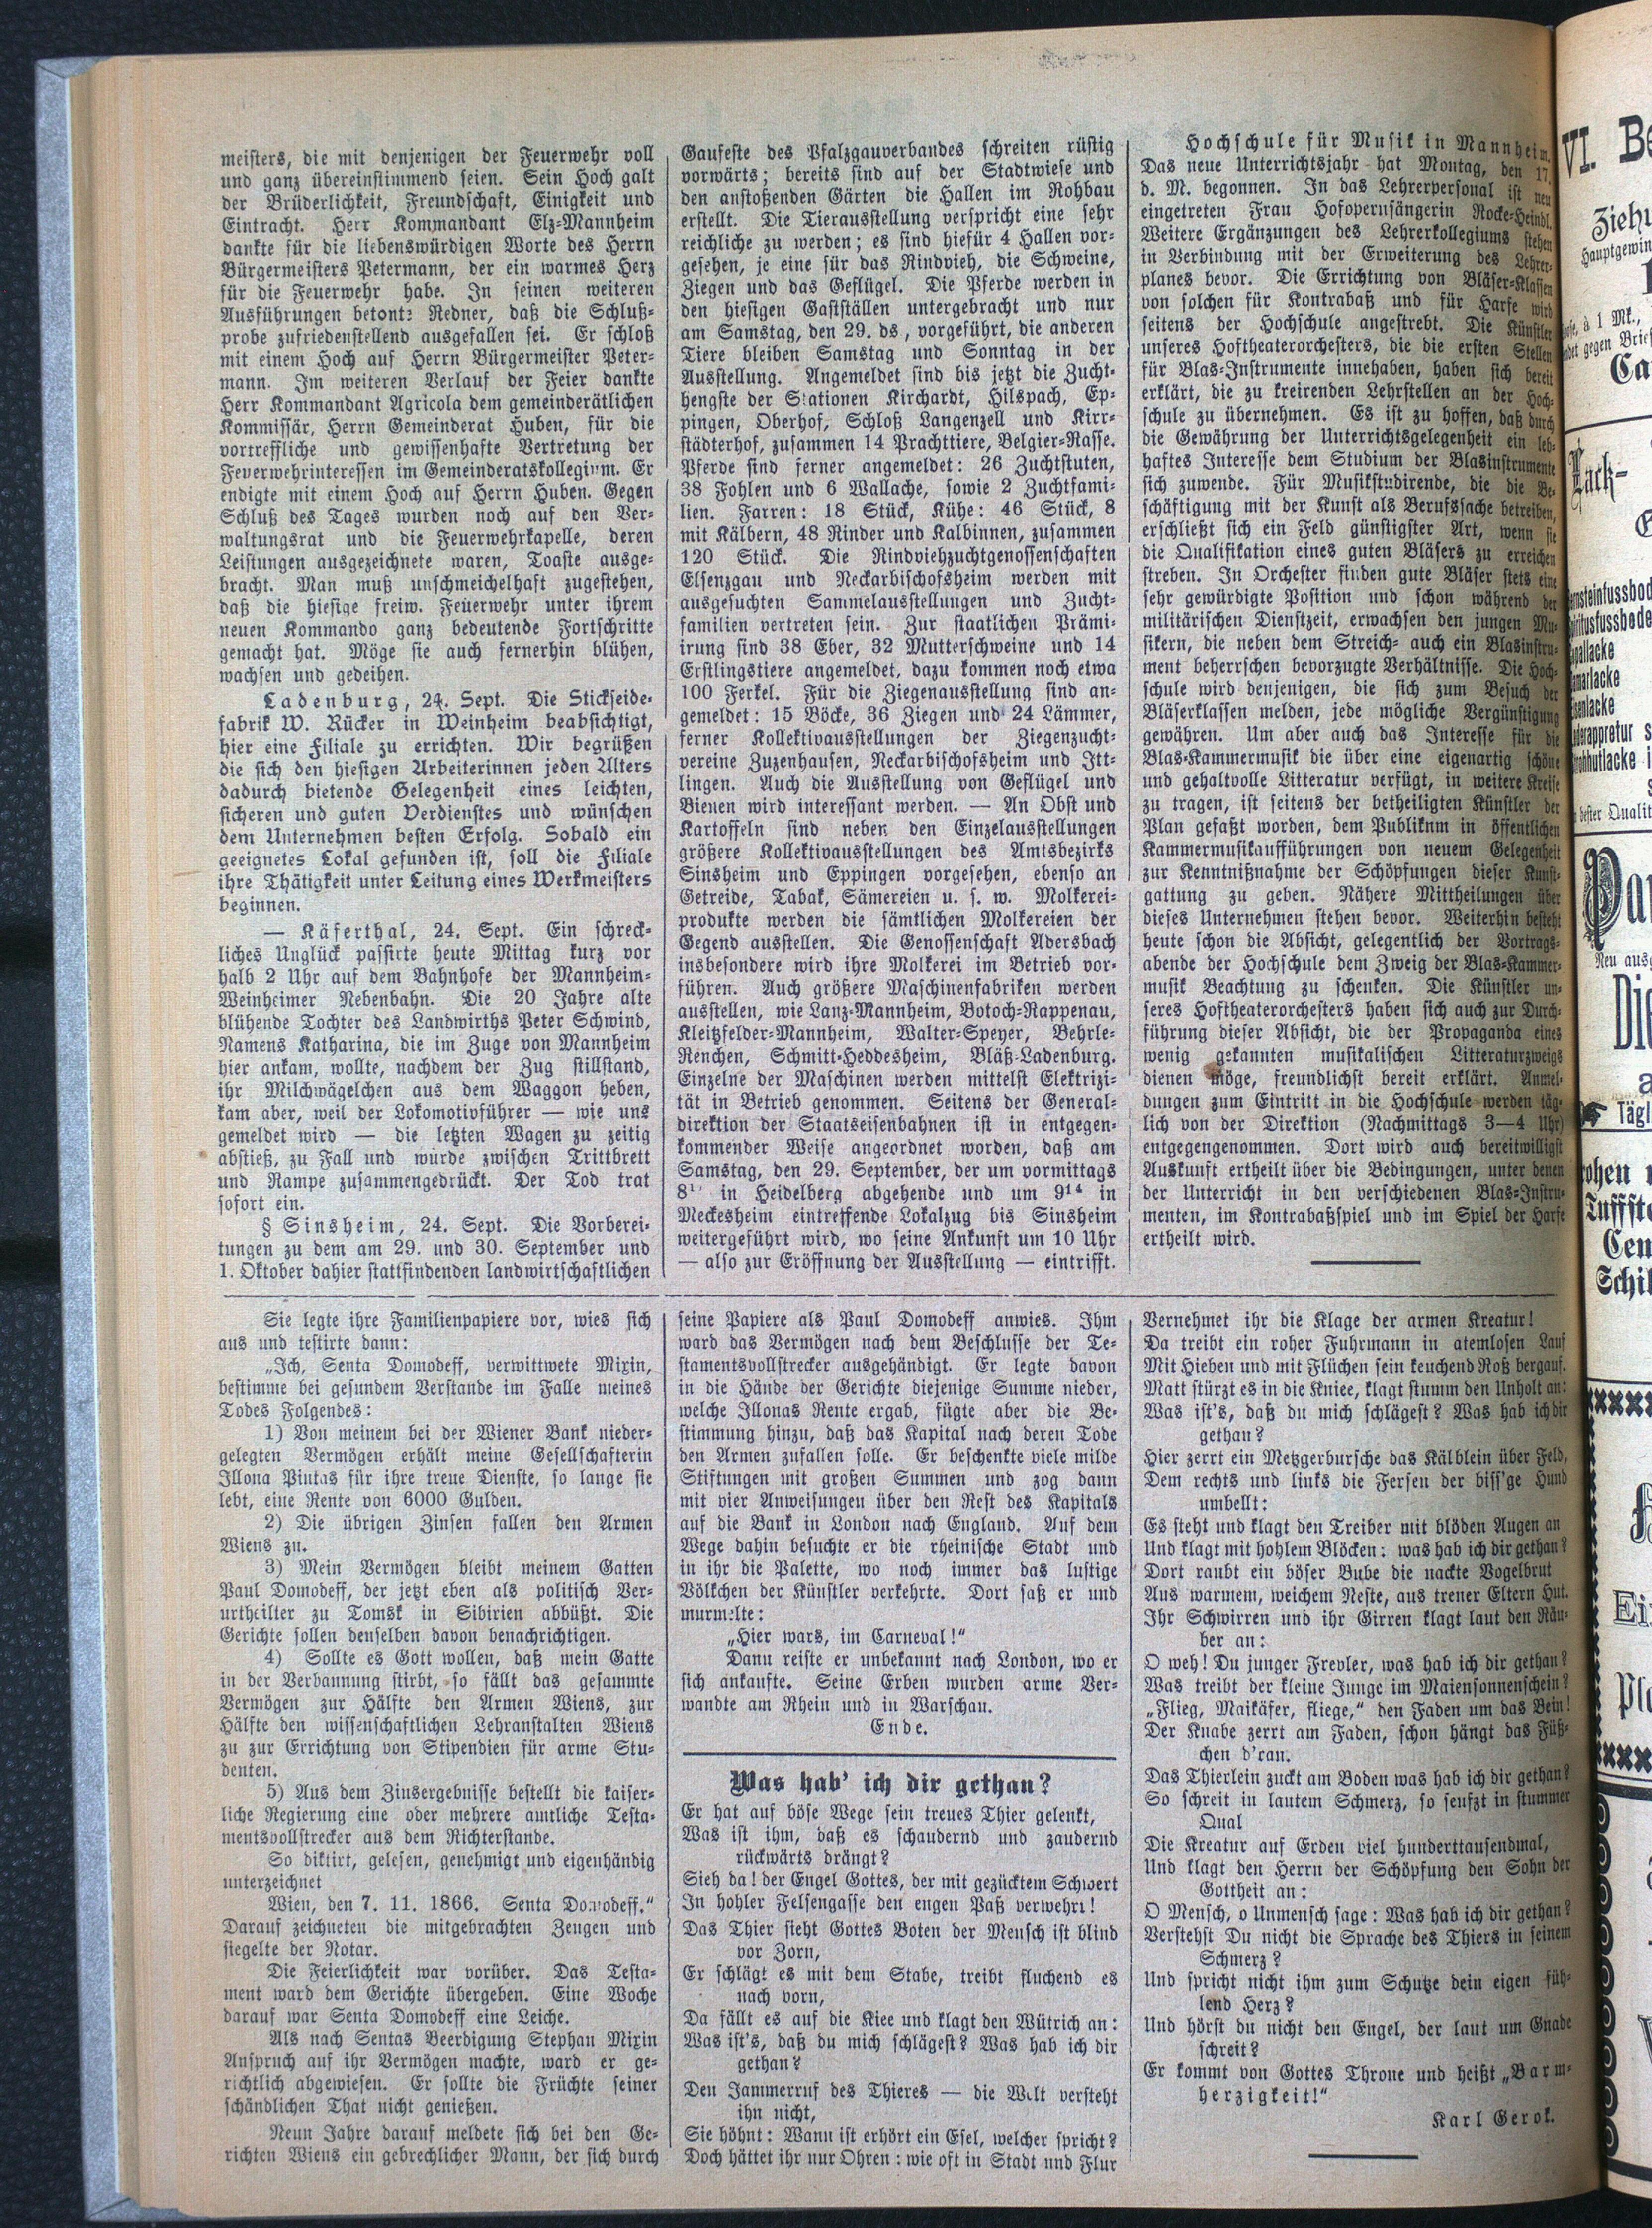 meisters, die mit denjenigen der Feuerwehr voll
und ganz übereinstimmend seien. Sein Hoch galt
der Brüderlichkeit, Freundschaft, Einigkeit und
Eintracht. Herr Kommandant Elz-Mannheim
dankte für die liebenswürdigen Worte des Herrn
Bürgermeisters Petermann, der ein warmes Herz
für die Feuerwehr habe. In seinen weiteren
Ausführungen betonte Redner, daß die Schluß-
probe zufriedenstellend ausgefallen sei. Er schloß
mit einem Hoch auf Herrn Bürgermeister Peter-
mann. Im weiteren Verlauf der Feier dankte
Herr Kommandant Agricola dem gemeinderätlichen
Kommissär, Herrn Gemeinderat Huben, für die
vortreffliche und gewissenhafte Vertretung der
Feuerwehrinteressen im Gemeinderatskollegium. Er
endigte mit einem Hoch auf Herrn Huben. Gegen
Schluß des Tages wurden noch auf den Ver-
waltungsrat und die Feuerwehrkapelle, deren
Leistungen ausgezeichnete waren, Toaste ausge-
bracht. Man muß unschmeichelhaft zugestehen,
daß die hiesige freiw. Feuerwehr unter ihrem
neuen Kommando ganz bedeutende Fortschritte
gemacht hat. Möge sie auch fernerhin blühen,
wachsen und gedeihen.
Ladenburg, 24. Sept. Die Stickseide-
fabrik W. Rücker in Weinheim beabsichtigt,
hier eine Filiale zu errichten. Wir begrüßen
die sich den hiesigen Arbeiterinnen jeden Alters
dadurch bietende Gelegenheit eines leichten,
sicheren und guten Verdienstes und wünschen
dem Unternehmen besten Erfolg. Sobald ein
geeignetes Lokal gefunden ist, soll die Filiale
ihre Thätigkeit unter Leitung eines Werkmeisters
beginnen.
— Käferthal, 24. Sept. Ein schreck-
liches Unglück passirte heute Mittag kurz vor
halb 2 Uhr auf dem Bahnhofe der Mannheim-
Weinheimer Nebenbahn. Die 20 Jahre alte
blühende Tochter des Landwirths Peter Schwind,
Namens Katharina, die im Zuge von Mannheim
hier ankam, wollte, nachdem der Zug stillstand,
ihr Milchwägelchen aus dem Waggon heben,
kam aber, weil der Lokomotivführer — wie uns
gemeldet wird — die letzten Wagen zu zeitig
abstieß, zu Fall und wurde zwischen Trittbrett
und Rampe zusammengedrückt. Der Tod trat
sofort ein.
§ Sinsheim, 24. Sept. Die Vorberei-
tungen zu dem am 29. und 30. September und
1. Oktober dahier stattfindenden landwirtschaftlichen
Gaufeste des Pfalzgauverbandes schreiten rüstig
vorwärts; bereits sind auf der Stadtwiese und
den anstoßenden Gärten die Hallen im Rohbau
erstellt. Die Tierausstellung verspricht eine sehr
reichliche zu werden; es sind hiefür 4 Hallen vor-
gesehen, je eine für das Rindvieh, die Schweine,
Ziegen und das Geflügel. Die Pferde werden in
den hiesigen Gastställen untergebracht und nur
am Samstag, den 29. ds, vorgeführt, die anderen
Tiere bleiben Samstag und Sonntag in der
Ausstellung. Angemeldet sind bis jetzt die Zucht-
hengste der Stationen Kirchardt, Hilspach, Ep-
pingen, Oberhof, Schloß Langenzell und Kirr-
städterhof, zusammen 14 Prachttiere, Belgier-Rasse.
Pferde sind ferner angemeldet: 26 Zuchtstuten,
38 Fohlen und 6 Wallache, sowie 2 Zuchtfami-
lien. Farren: 18 Stück, Kühe: 46 Stück, 8
mit Kälbern, 48 Rinder und Kalbinnen, zusammen
120 Stück. Die Rindviehzuchtgenossenschaften
Elsenzgau und Neckarbischofsheim werden mit
ausgesuchten Sammelausstellungen und Zucht-
familien vertreten sein. Zur staatlichen Prämi-
irung sind 38 Eber, 32 Mutterschweine und 14
Erstlingstiere angemeldet, dazu kommen noch etwa
100 Ferkel. Für die Ziegenausstellung sind an-
gemeldet: 15 Böcke, 36 Ziegen und 24 Lämmer,
ferner Kollektivausstellungen der Ziegenzucht-
vereine Zuzenhausen, Neckarbischofsheim und Itt-
lingen. Auch die Ausstellung von Geflügel und
Bienen wird interessant werden. — An Obst und
Kartoffeln sind neben den Einzelausstellungen
größere Kollektivausstellungen des Amtsbezirks
Sinsheim und Eppingen vorgesehen, ebenso an
Getreide, Tabak, Sämereien u. s. w. Molkerei-
produkte werden die sämtlichen Molkereien der
Gegend ausstellen. Die Genossenschaft Adersbach
insbesondere wird ihre Molkerei im Betrieb vor-
führen. Auch größere Maschinenfabriken werden
ausstellen, wie Lanz-Mannheim, Botoch-Rappenau,
Kleitzfelder-Mannheim, Walter-Speyer, Behrle-
Renchen, Schmitt-Heddesheim, Bläß-Ladenburg.
Einzelne der Maschinen werden mittelst Elektrizi-
tät in Betrieb genommen. Seitens der General-
direktion der Staatseisenbahnen ist in entgegen-
kommender Weise angeordnet worden, daß am
Samstag, den 29. September, der um vormittags
in Heidelberg abgehende und um 9¹⁴ in
Meckesheim eintreffende Lokalzug bis Sinsheim
weitergeführt wird, wo seine Ankunft um 10 Uhr
— also zur Eröffnung der Ausstellung — eintrifft.
Hochschule für Musik in Mannheim.
Das neue Unterrichtsjahr hat Montag, den 17.
d. M. begonnen. In das Lehrerpersonal ist neu
eingetreten Frau Hofopernsängerin Rocke-Heindl.
Weitere Ergänzungen des Lehrerkollegiums stehen
in Verbindung mit der Erweiterung des Lehrer-
planes bevor. Die Errichtung von Bläser-Klassen
von solchen für Kontrabaß und für Harfe wird
seitens der Hochschule angestrebt. Die Künstler
unseres Hoftheaterorchesters, die die ersten Stellen
für Blas-Instrumente innehaben, haben sich bereit
erklärt, die zu kreirenden Lehrstellen an der Hoch-
schule zu übernehmen. Es ist zu hoffen, daß durch
die Gewährung der Unterrichtsgelegenheit ein leb-
haftes Interesse dem Studium der Blasinstrumente
sich zuwende. Für Musikstudirende, die die Be-
schäftigung mit der Kunst als Berufssache betreiben,
erschließt sich ein Feld günstigster Art, wenn sie
die Qualifikation eines guten Bläsers zu erreichen
streben. In Orchester finden gute Bläser stets eine
sehr gewürdigte Position und schon während der
militärischen Dienstzeit, erwachsen den jungen Mu-
sikern, die neben dem Streich- auch ein Blasinstru-
ment beherrschen bevorzugte Verhältnisse. Die Hoch-
schule wird denjenigen, die sich zum Besuch der
Bläserklassen melden, jede mögliche Vergünstigung
gewähren. Um aber auch das Interesse für die
Blas-Kammermusik die über eine eigenartig schöne
und gehaltvolle Litteratur verfügt, in weitere Kreise
zu tragen, ist seitens der betheiligten Künstler der
Plan gefaßt worden, dem Publikum in öffentlichen
Kammermusikaufführungen von neuem Gelegenheit
zur Kenntnißnahme der Schöpfungen dieser Kunst-
gattung zu geben. Nähere Mittheilungen über
dieses Unternehmen stehen bevor. Weiterhin besteht
heute schon die Absicht, gelegentlich der Vortrags-
abende der Hochschule dem Zweig der Blas-Kammer-
musik Beachtung zu schenken. Die Künstler un-
seres Hoftheaterorchesters haben sich auch zur Durch-
führung dieser Absicht, die der Propaganda eines
wenig gekannten musikalischen Litteraturzweigs
dienen möge, freundlichst bereit erklärt. Anmel-
dungen zum Eintritt in die Hochschule werden täg-
lich von der Direktion (Nachmittags 3—4 Uhr)
entgegengenommen. Dort wird auch bereitwilligst
Auskunft ertheilt über die Bedingungen, unter denen
der Unterricht in den verschiedenen Blas-Instru-
menten, im Kontrabaßspiel und im Spiel der Harfe
ertheilt wird.
Sie legte ihre Familienpapiere vor, wies sich
aus und testirte dann:
„Ich, Senta Domodeff, verwittwete Mixin,
bestimme bei gesundem Verstande im Falle meines
Todes Folgendes:
1) Von meinem bei der Wiener Bank nieder-
gelegten Vermögen erhält meine Gesellschafterin
Illona Pintas für ihre treue Dienste, so lange sie
lebt, eine Rente von 6000 Gulden.
2) Die übrigen Zinsen fallen den Armen
Wiens zu.
3) Mein Vermögen bleibt meinem Gatten
Paul Domodeff, der jetzt eben als politisch Ver-
urtheilter zu Tomsk in Sibirien abbüßt. Die
Gerichte sollen denselben davon benachrichtigen.
4) Sollte es Gott wollen, daß mein Gatte
in der Verbannung stirbt, so fällt das gesammte
Vermögen zur Hälfte den Armen Wiens, zur
Hälfte den wissenschaftlichen Lehranstalten Wiens
zu zur Errichtung von Stipendien für arme Stu-
denten.
5) Aus dem Zinsergebnisse bestellt die kaiser-
liche Regierung eine oder mehrere amtliche Testa-
mentsvollstrecker aus dem Richterstande.
So diktirt, gelesen, genehmigt und eigenhändig
unterzeichnet
Wien, den 7. 11. 1866. Senta Domodeff.“
Darauf zeichneten die mitgebrachten Zeugen und
siegelte der Notar.
Die Feierlichkeit war vorüber. Das Testa-
ment ward dem Gerichte übergeben. Eine Woche
darauf war Senta Domodeff eine Leiche.
Als nach Sentas Beerdigung Stephan Mixin
Anspruch auf ihr Vermögen machte, ward er ge-
richtlich abgewiesen. Er sollte die Früchte seiner
schändlichen That nicht genießen.
Neun Jahre darauf meldete sich bei den Ge-
richten Wiens ein gebrechlicher Mann, der sich durch
seine Papiere als Paul Domodeff anwies. Ihm
ward das Vermögen nach dem Beschlusse der Te-
stamentsvollstrecker ausgehändigt. Er legte davon
in die Hände der Gerichte diejenige Summe nieder,
welche Illonas Rente ergab, fügte aber die Be-
stimmung hinzu, daß das Kapital nach deren Tode
den Armen zufallen solle. Er beschenkte viele milde
Stiftungen mit großen Summen und zog dann
mit vier Anweisungen über den Rest des Kapitals
auf die Bank in London nach England. Auf dem
Wege dahin besuchte er die rheinische Stadt und
in ihr die Palette, wo noch immer das lustige
Völkchen der Künstler verkehrte. Dort saß er und
murmelte:
„Hier wars, im Carneval!“
Dann reiste er unbekannt nach London, wo er
sich ankaufte. Seine Erben wurden arme Ver-
wandte am Rhein und in Warschau.
Ende.
Was hab' ich dir gethan?
Er hat auf böse Wege sein treues Thier gelenkt,
Was ist ihm, daß es schaudernd und zaudernd
rückwärts drängt?
Sieh da! der Engel Gottes, der mit gezücktem Schwert
In hohler Felsengasse den engen Paß verwehrt!
Das Thier sieht Gottes Boten der Mensch ist blind
vor Zorn,
Er schlägt es mit dem Stabe, treibt fluchend es
nach vorn,
Da fällt es auf die Kiee und klagt den Wütrich an:
Was ist's, daß du mich schlägest? Was hab ich dir
gethan?
Den Jammerruf des Thieres — die Welt versteht
ihn nicht,
Sie höhnt: Wann ist erhört ein Esel, welcher spricht?
Doch hättet ihr nur Ohren: wie oft in Stadt und Flur
Vernehmet ihr die Klage der armen Kreatur!
Da treibt ein roher Fuhrmann in atemlosen Lauf
Mit Hieben und mit Flüchen sein keuchend Roß bergauf.
Matt stürzt es in die Kniee, klagt stumm den Unholt an:
Was ist's, daß du mich schlägest? Was hab ich dir
gethan?
Hier zerrt ein Metzgerbursche das Kälblein über Feld,
Dem rechts und links die Fersen der biss'ge Hund
umbellt:
Es steht und klagt den Treiber mit blöden Augen an
Und klagt mit hohlem Blöcken: was hab ich dir gethan?
Dort raubt ein böser Bube die nackte Vogelbrut
Aus warmem, weichem Neste, aus trener Eltern Hut.
Ihr Schwirren und ihr Girren klagt laut den Räu-
ber an:
O weh! Du junger Frevler, was hab ich dir gethan?
Was treibt der kleine Junge im Maiensonnenschein?
„Flieg, Maikäfer, fliege,“ den Faden um das Bein!
Der Knabe zerrt am Faden, schon hängt das Füß-
chen d'ran.
Das Thierlein zuckt am Boden was hab ich dir gethan?
So schreit in lautem Schmerz, so seufzt in stummer
Qual
Die Kreatur auf Erden viel hunderttausendmal,
Und klagt den Herrn der Schöpfung den Sohn der
Gottheit an:
O Mensch, o Unmensch sage: Was hab ich dir gethan?
Verstehst Du nicht die Sprache des Thiers in seinem
Schmerz?
Und spricht nicht ihm zum Schutze dein eigen füh-
lend Herz?
Und hörst du nicht den Engel, der laut um Gnade
schreit?
Er kommt von Gottes Throne und heißt „Barm-
herzigkeit!“
Karl Gerok.
VI.
à 1 Mk.,
Lack-
Tägl